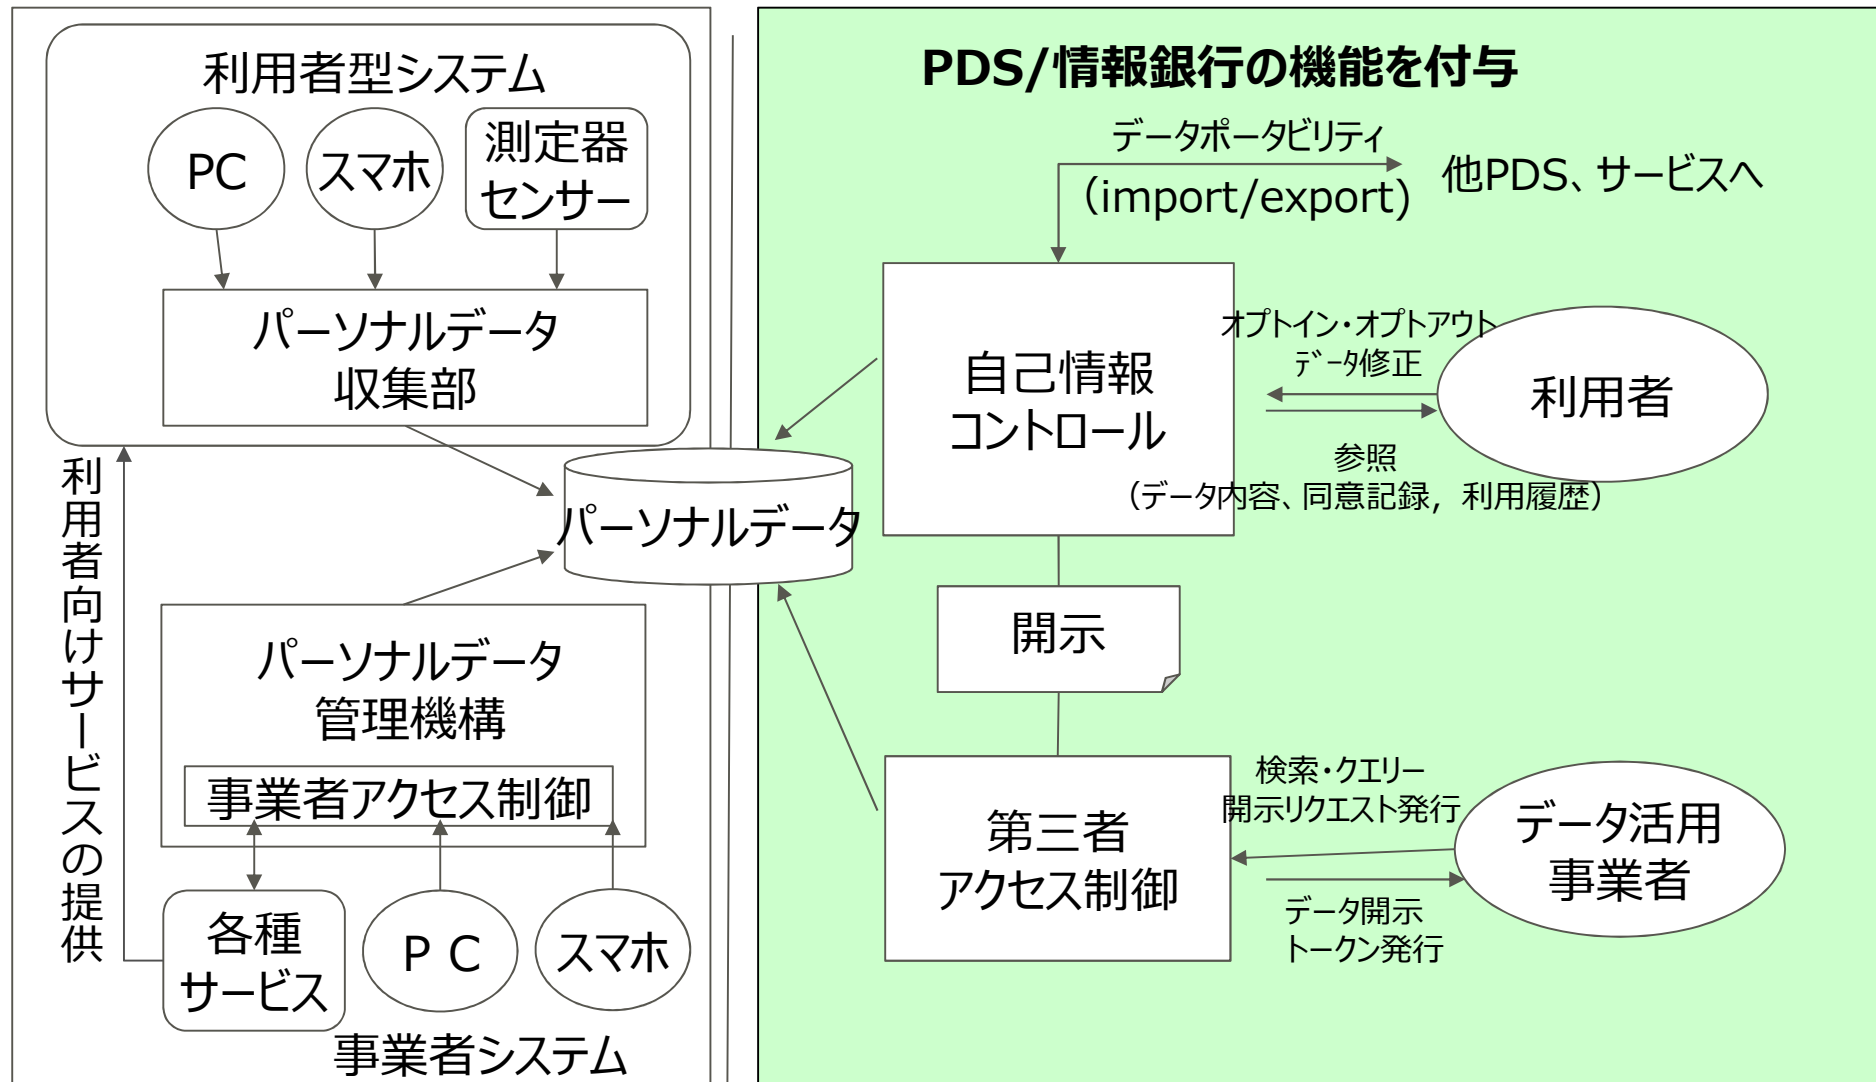 利用者型システム
PC
スマホ
測定器
センサー
パーソナルデータ
収集部
利用者向けサービスの提供
パーソナルデータ
パーソナルデータ
管理機構
事業者アクセス制御
各種
サービス
P C
スマホ
事業者システム
PDS/情報銀行の機能を付与
データポータビリティ
(import/export)
他PDS、サービスへ
自己情報
コントロール
オプトイン・オプトアウト
データ修正
利用者
参照
（データ内容、同意記録, 利用履歴）
開示
第三者
アクセス制御
検索・クエリー
開示リクエスト発行
データ活用
事業者
データ開示
トークン発行